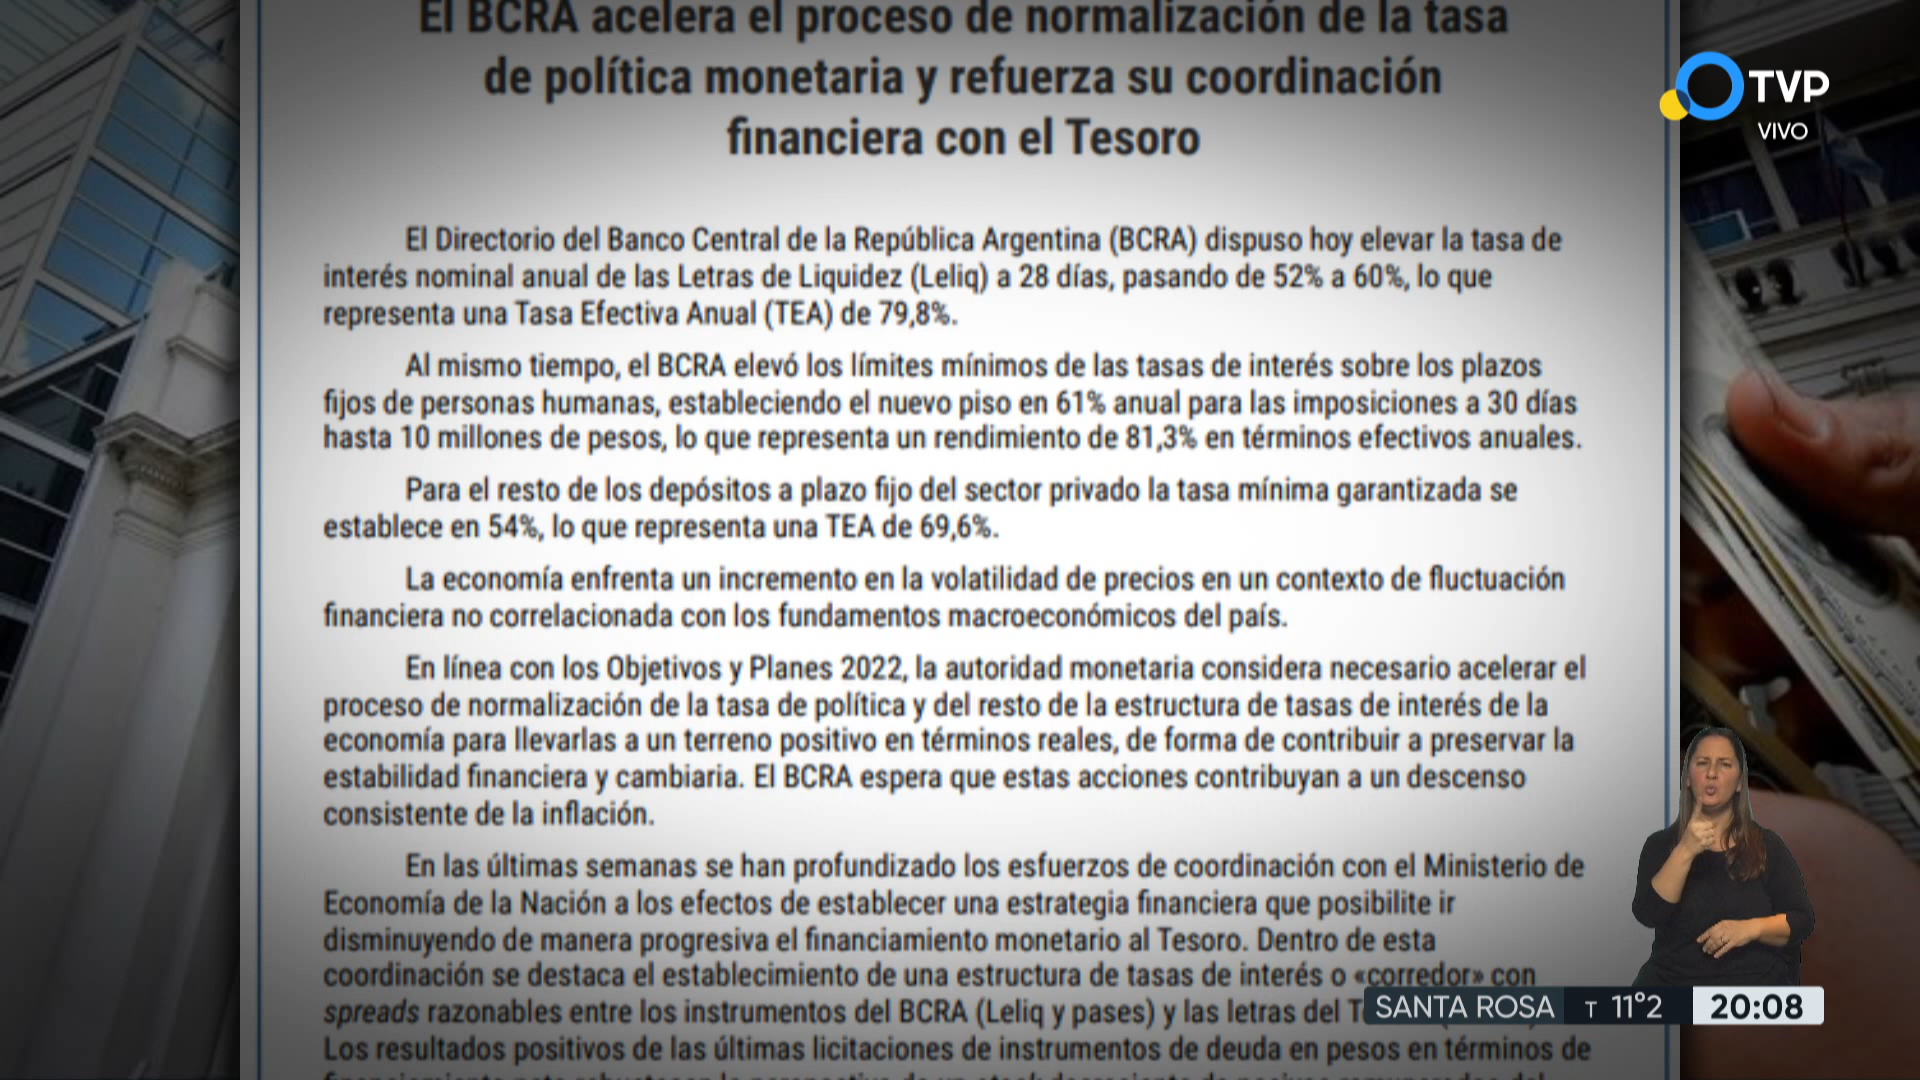 El BCRA acelera el proceso de normalización de la tasa
de política monetaria y refuerza su coordinación
financiera con el Tesoro
TVP
VIVO
El Directorio del Banco Central de la República Argentina (BCRA) dispuso hoy elevar la tasa de
interés nominal anual de las Letras de Liquidez (Leliq) a 28 días, pasando de 52% a 60%, lo que
representa una Tasa Efectiva Anual (TEA) de 79,8%.
Al mismo tiempo, el BCRA elevó los límites mínimos de las tasas de interés sobre los plazos
fijos de personas humanas, estableciendo el nuevo piso en 61% anual para las imposiciones a 30 días
hasta 10 millones de pesos, lo que representa un rendimiento de 81,3% en términos efectivos anuales.
Para el resto de los depósitos a plazo fijo del sector privado la tasa mínima garantizada se
establece en 54%, lo que representa una TEA de 69,6%.
La economía enfrenta un incremento en la volatilidad de precios en un contexto de fluctuación
financiera no correlacionada con los fundamentos macroeconómicos del país.
En línea con los Objetivos y Planes 2022, la autoridad monetaria considera necesario acelerar el
proceso de normalización de la tasa de política y del resto de la estructura de tasas de interés de la
economía para llevarlas a un terreno positivo en términos reales, de forma de contribuir a preservar la
estabilidad financiera y cambiaria. El BCRA espera que estas acciones contribuyan a un descenso
consistente de la inflación.
En las últimas semanas se han profundizado los esfuerzos de coordinación con el Ministerio de
Economía de la Nación a los efectos de establecer una estrategia financiera que posibilite ir
disminuyendo de manera progresiva el financiamiento monetario al Tesoro. Dentro de esta
coordinación se destaca el establecimiento de una estructura de tasas de interés o «corredor» con
spreads razonables entre los instrumentos del BCRA (Leliq y pases) y las letras del
SANTA ROSA T 11°2 20:08
Los resultados positivos de las últimas licitaciones de instrumentos de deuda en pesos en términos de